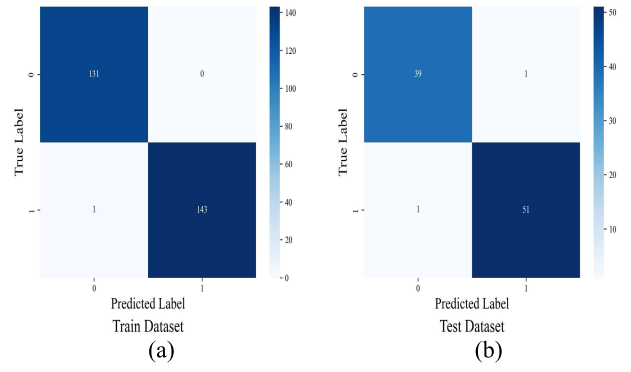 140
120
100
80
60
40
20
0
True Label
0
1
131 0
1 143
0 1
Predicted Label
Train Dataset
(a)
50
40
30
20
10
True Label
0
1
39 1
1 51
0 1
Predicted Label
Test Dataset
(b)